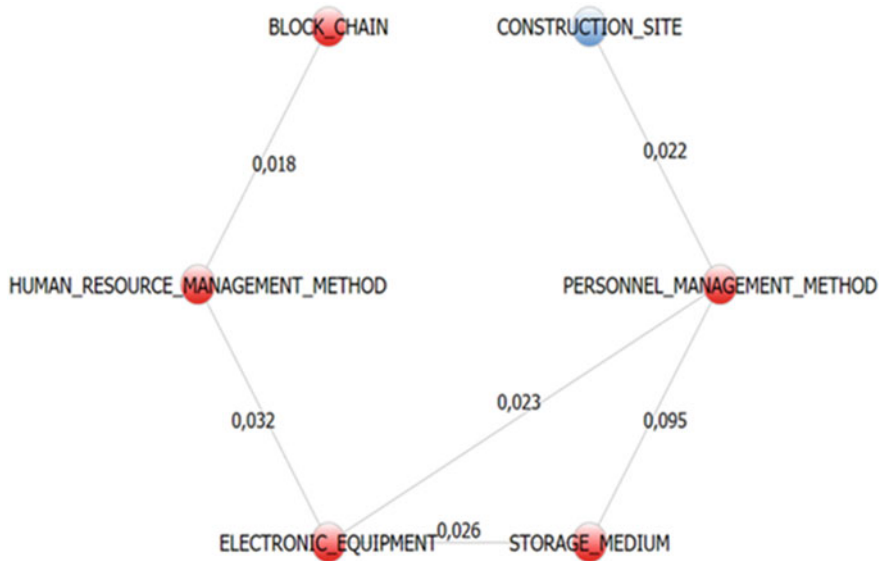 BLOCK_CHAIN
CONSTRUCTION_SITE
0,018
0,022
HUMAN_RESOURCE_MANAGEMENT_METHOD
PERSONNEL_MANAGEMENT_METHOD
0,023
0,032
0,095
0,026
ELECTRONIC_EQUIPMENT
STORAGE_MEDIUM